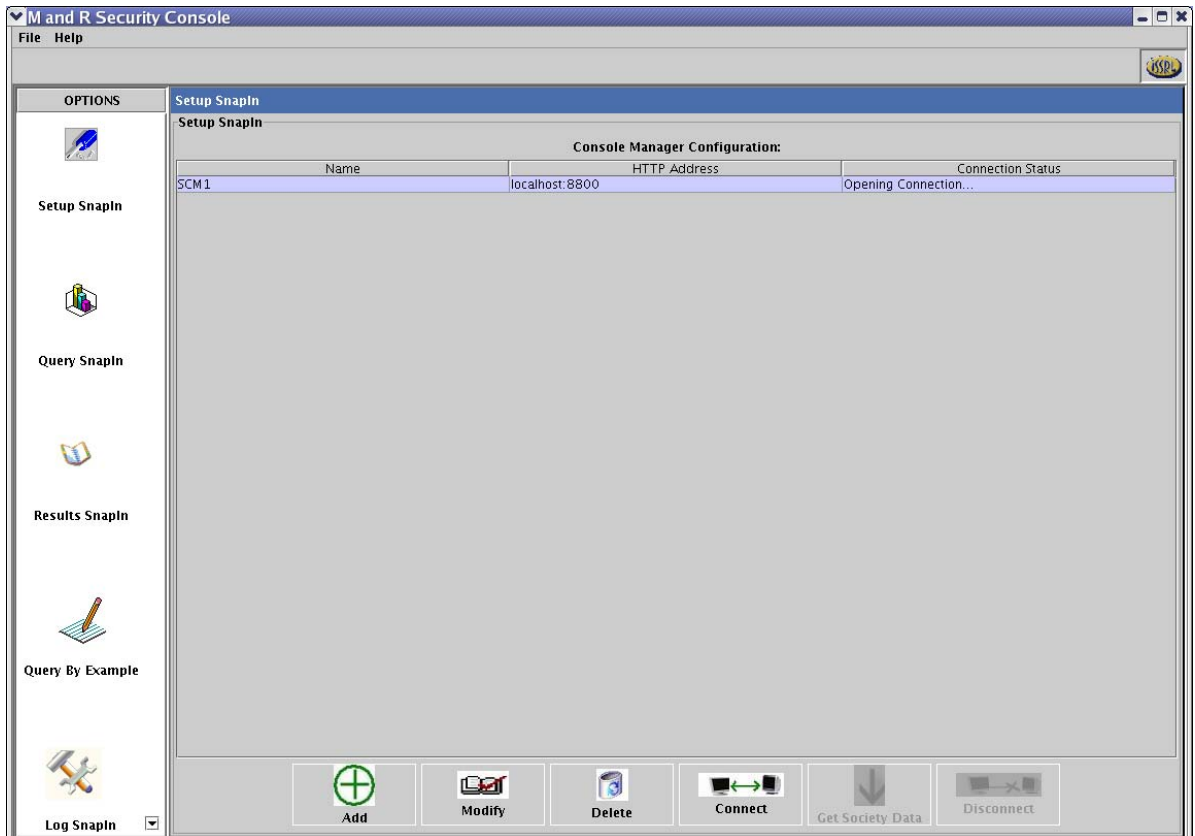 M and R Security Console
File Help
OPTIONS
Setup SnapIn
Query SnapIn
Results SnapIn
Query By Example
Log SnapIn
Setup SnapIn
Setup SnapIn
Console Manager Configuration:
Name HTTP Address Connection Status
SCM1 localhost:8800 Opening Connection...
Add Modify Delete Connect Get Society Data Disconnect